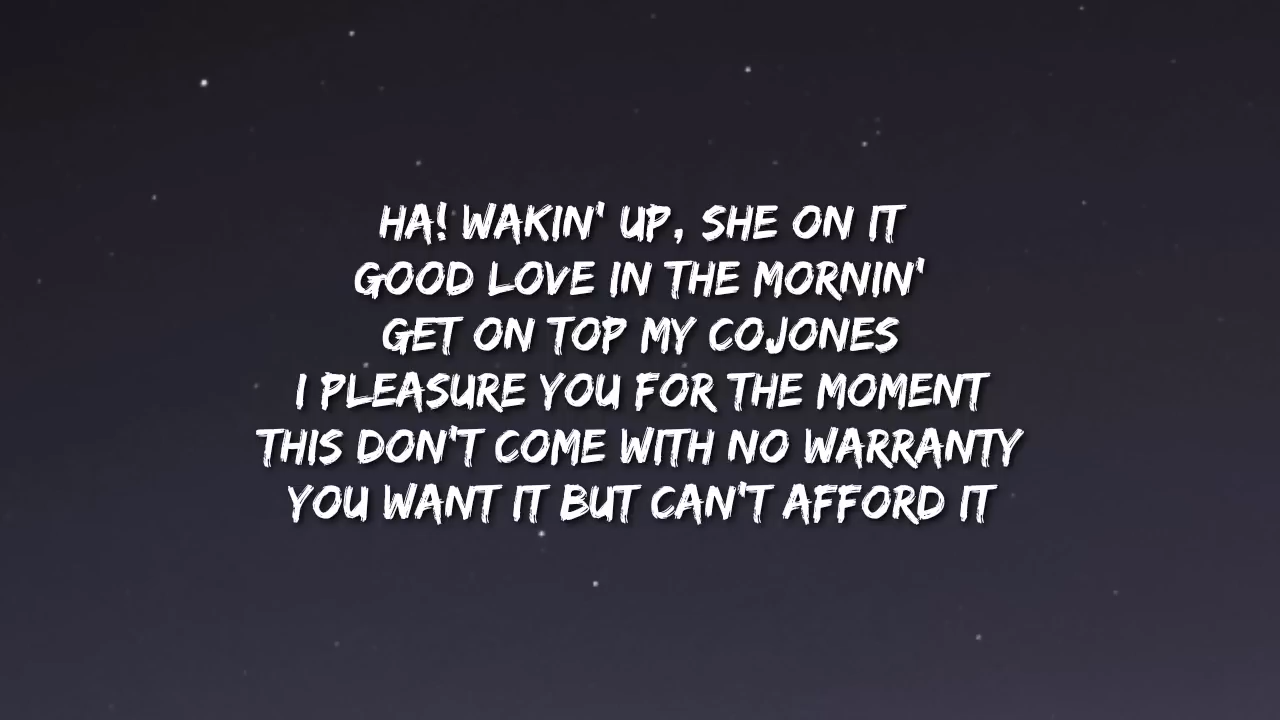 HA! WAKIN' UP, SHE ON IT
GOOD LOVE IN THE MORNIN'
GET ON TOP MY COJONES
I PLEASURE YOU FOR THE MOMENT
THIS DON'T COME WITH NO WARRANTY
YOU WANT IT BUT CAN'T AFFORD IT